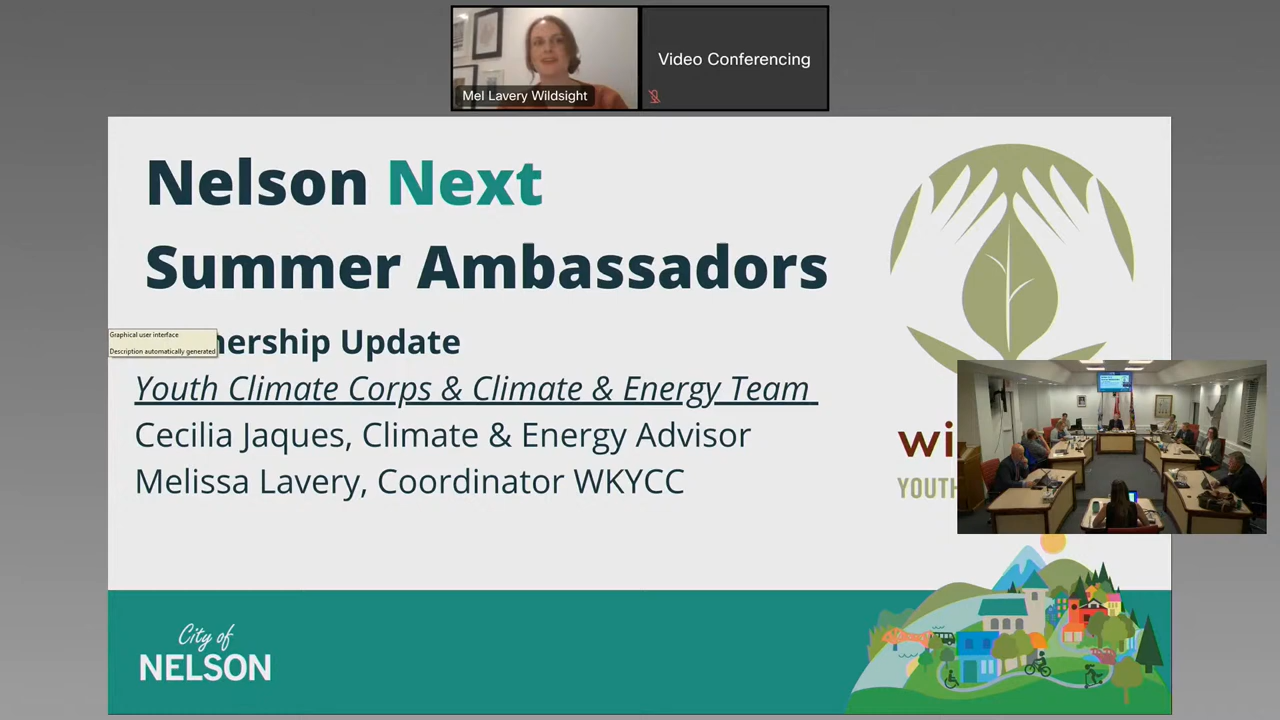 Video Conferencing
Mel Lavery Wildsight
Nelson Next
Summer Ambassadors
Graphical user interface
Description automatically generated
nership Update
Youth Climate Corps & Climate & Energy Team
Cecilia Jaques, Climate & Energy Advisor
Melissa Lavery, Coordinator WKYCC
wi
YOUTH
City of
NELSON